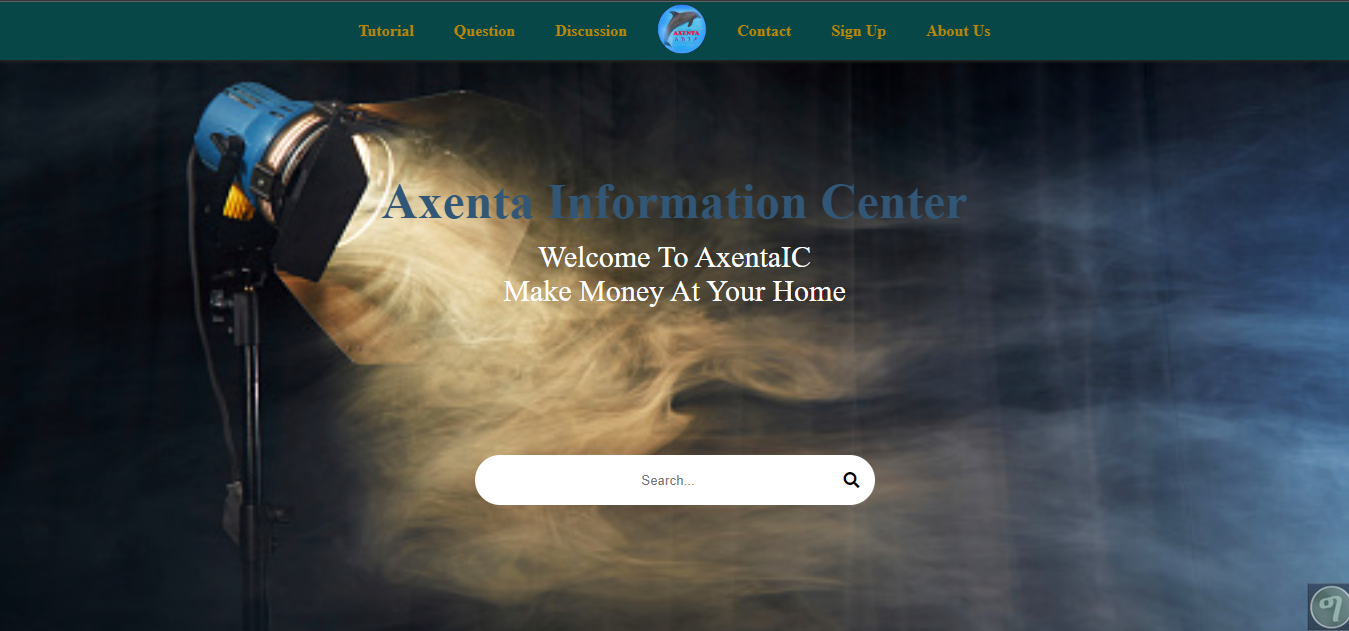 Tutorial
Question
Discussion
AXENTA
Contact
Sign Up
About Us
Axenta Information Center
Welcome To AxentaIC
Make Money At Your Home
Search...